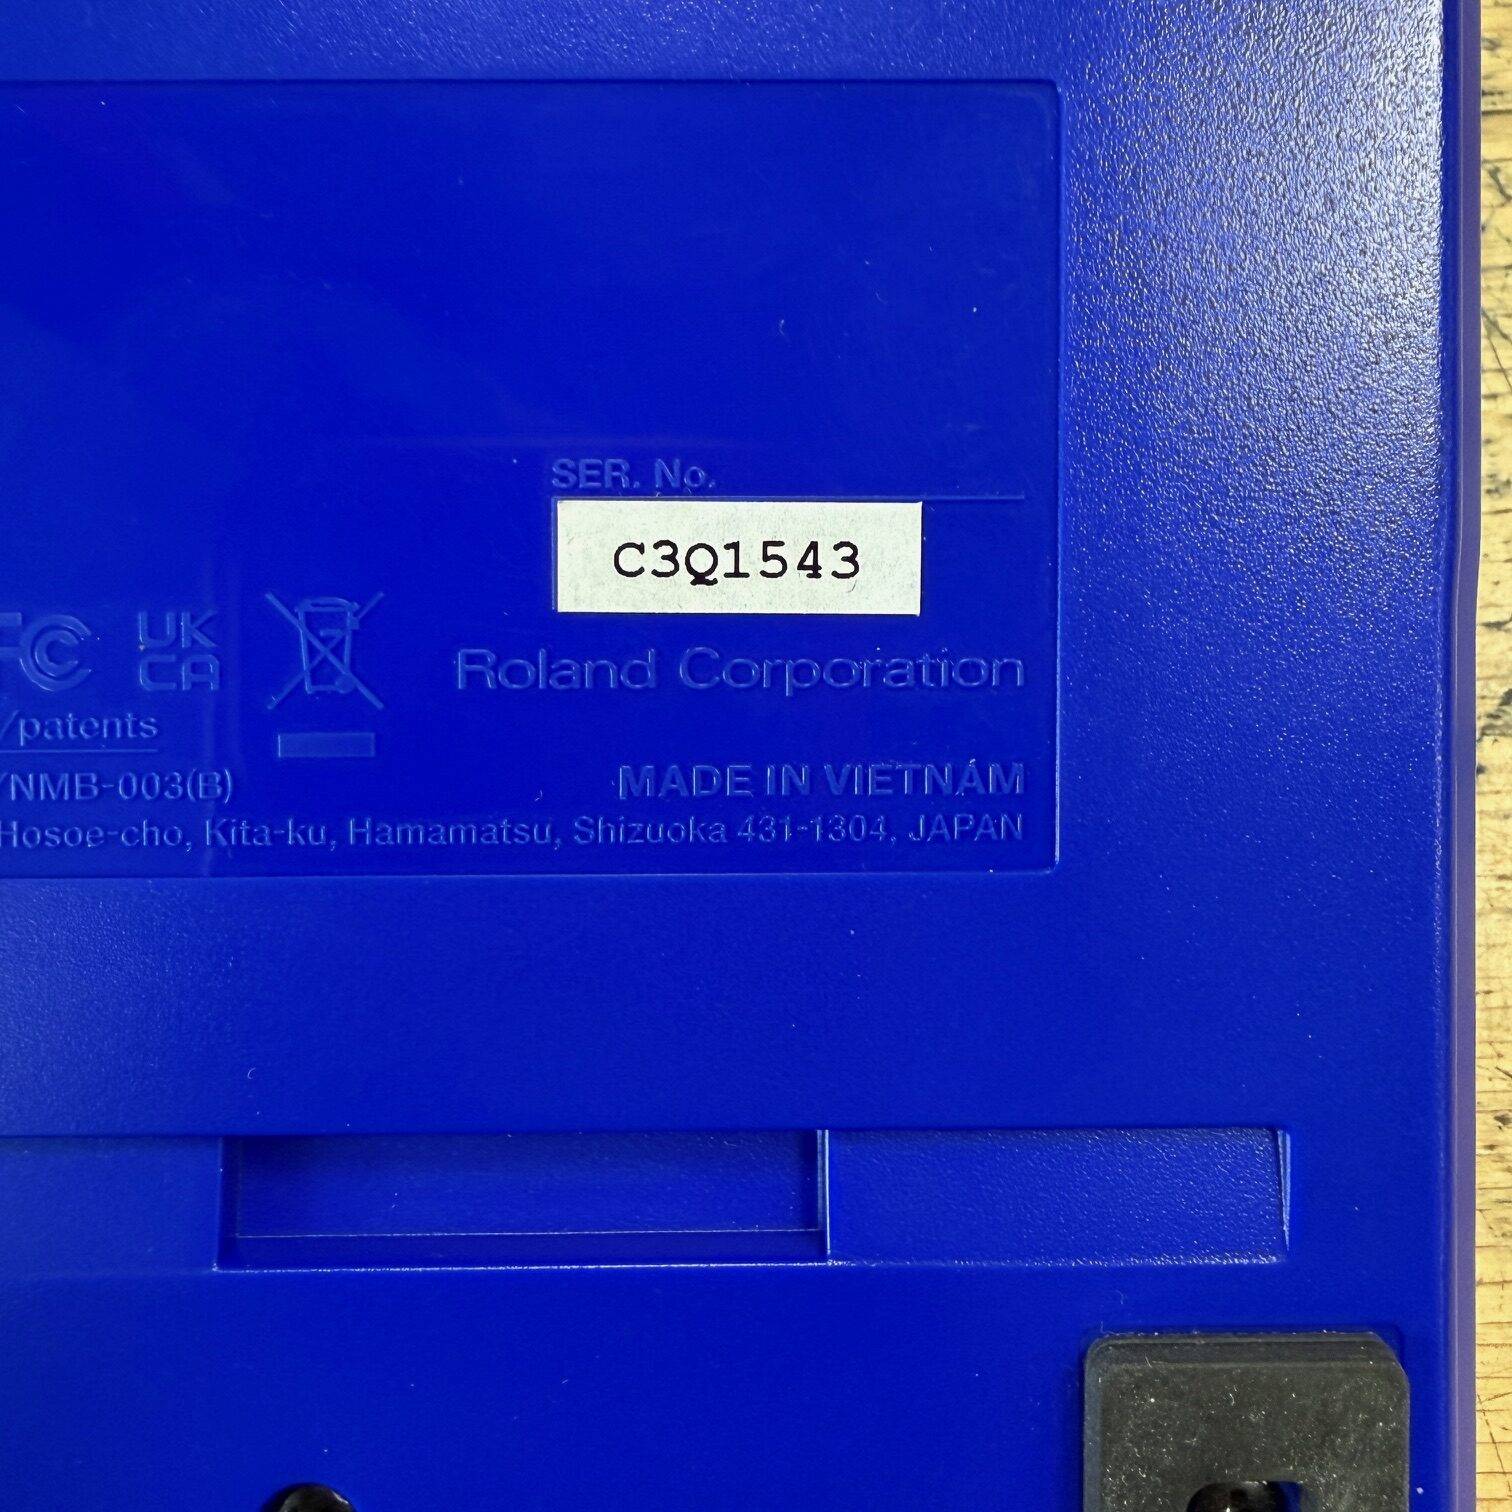 SER. No.
C3Q1543
FC UK CA
Roland Corporation
/patents
/NMB-003(B)
MADE IN VIETNAM
Hosoe-cho, Kita-ku, Hamamatsu, Shizuoka 431-1304, JAPAN